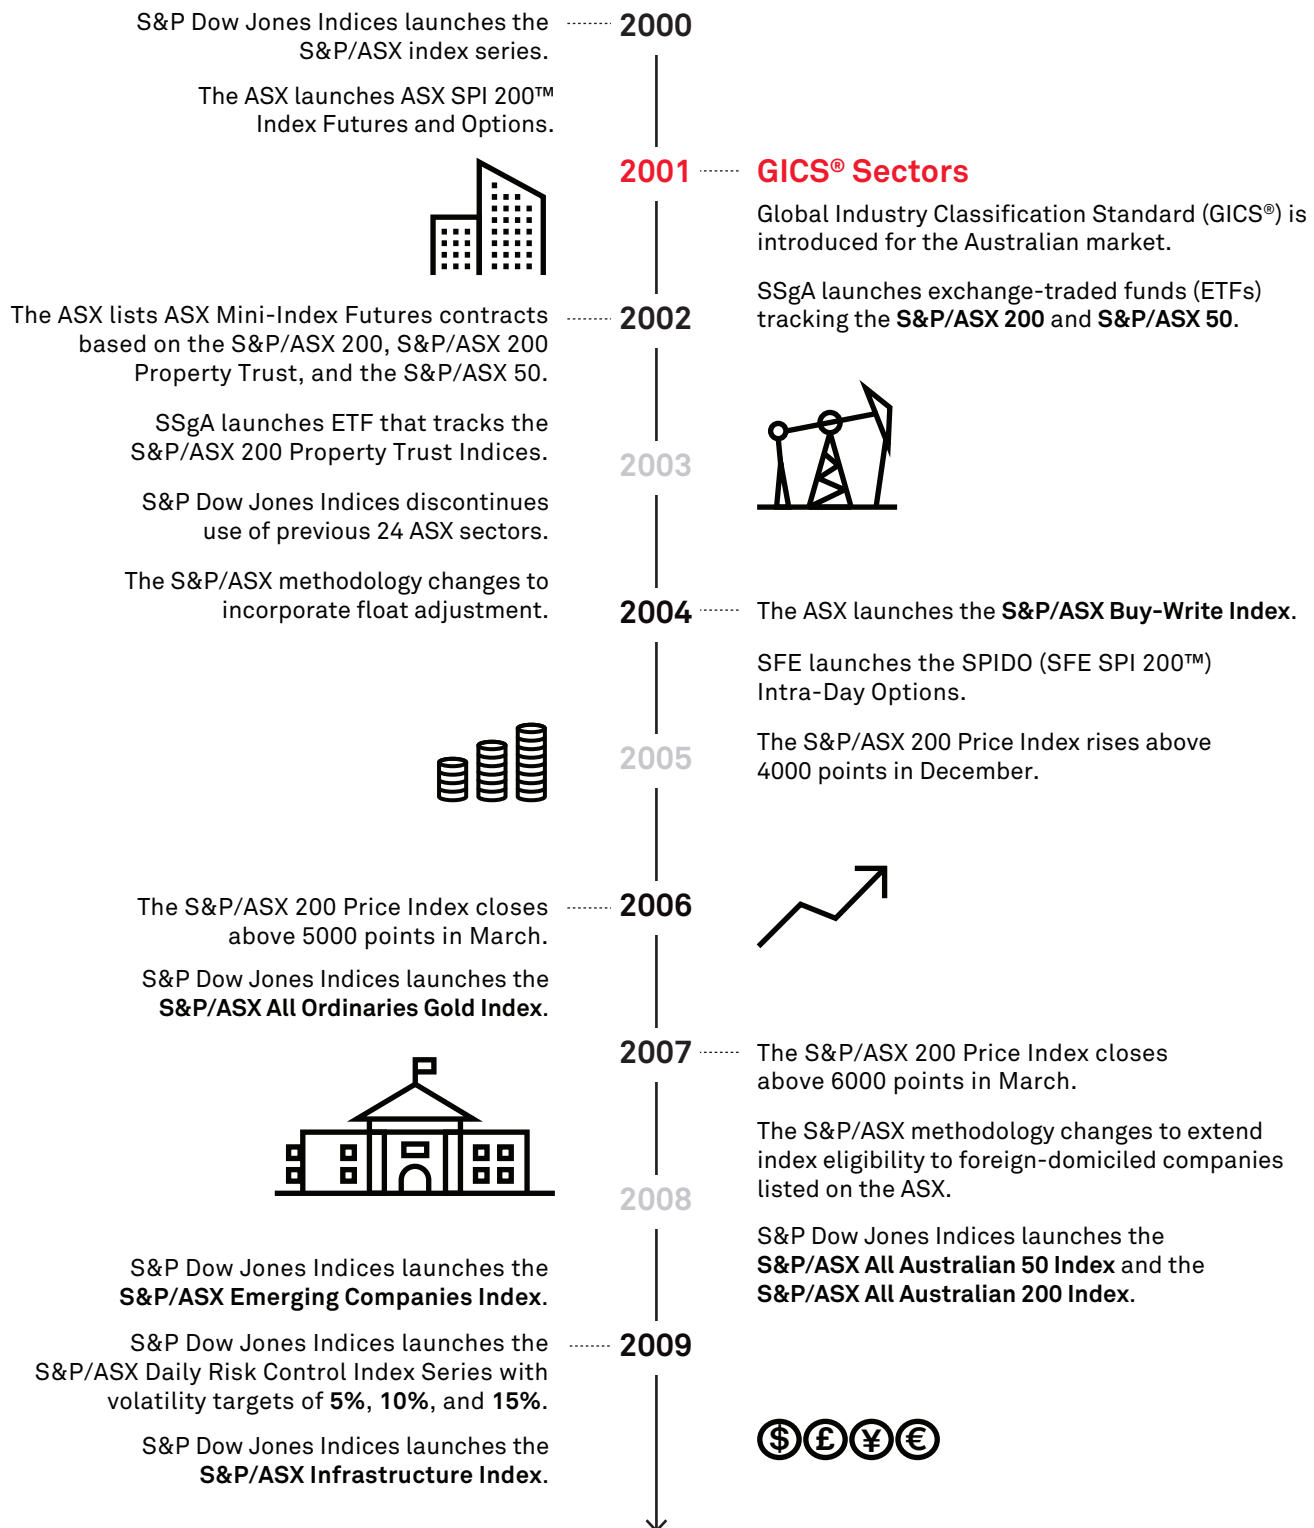 S&P Dow Jones Indices launches the
S&P/ASX index series.
2000
The ASX launches ASX SPI 200™
Index Futures and Options.
2001
GICS® Sectors
Global Industry Classification Standard (GICS®) is
introduced for the Australian market.
SSgA launches exchange-traded funds (ETFs)
tracking the S&P/ASX 200 and S&P/ASX 50.
The ASX lists ASX Mini-Index Futures contracts
based on the S&P/ASX 200, S&P/ASX 200
Property Trust, and the S&P/ASX 50.
2002
SSgA launches ETF that tracks the
S&P/ASX 200 Property Trust Indices.
S&P Dow Jones Indices discontinues
use of previous 24 ASX sectors.
The S&P/ASX methodology changes to
incorporate float adjustment.
2003
2004
The ASX launches the S&P/ASX Buy-Write Index.
SFE launches the SPIDO (SFE SPI 200™)
Intra-Day Options.
The S&P/ASX 200 Price Index rises above
4000 points in December.
2005
The S&P/ASX 200 Price Index closes
above 5000 points in March.
2006
S&P Dow Jones Indices launches the
S&P/ASX All Ordinaries Gold Index.
2007
The S&P/ASX 200 Price Index closes
above 6000 points in March.
The S&P/ASX methodology changes to extend
index eligibility to foreign-domiciled companies
listed on the ASX.
S&P Dow Jones Indices launches the
S&P/ASX All Australian 50 Index and the
S&P/ASX All Australian 200 Index.
2008
S&P Dow Jones Indices launches the
S&P/ASX Emerging Companies Index.
S&P Dow Jones Indices launches the
S&P/ASX Daily Risk Control Index Series with
volatility targets of 5%, 10%, and 15%.
2009
S&P Dow Jones Indices launches the
S&P/ASX Infrastructure Index.
$ £ ¥ €